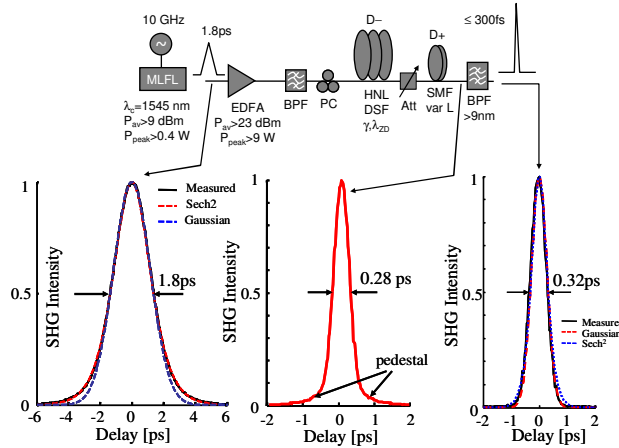 10 GHz
~
MLFL
1.8ps
λc=1545 nm
Pav>9 dBm
Ppeak>0.4 W
EDFA
Pav>23 dBm
Ppeak>9 W
BPF
PC
D−
HNL
DSF
γ,λZD
Att
D+
SMF
var L
BPF
>9nm
≤ 300fs
Measured
Sech2
Gaussian
1.8ps
SHG Intensity
1
0.5
0
-6 -4 -2 0 2 4 6
Delay [ps]
0.28 ps
pedestal
SHG Intensity
1
0.5
0
-2 -1 0 1 2
Delay [ps]
0.32ps
Measure
Gaussian
Sech2
SHG Intensity
1
0.5
0
-2 -1 0 1 2
Delay [ps]